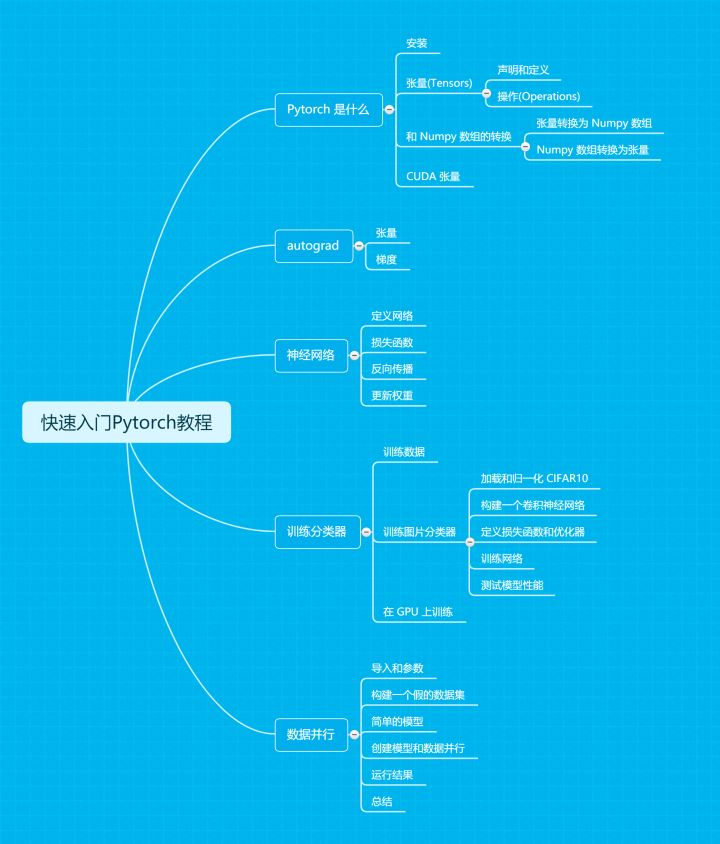 快速入门Pytorch教程
Pytorch 是什么
安装
张量(Tensors)
声明和定义
操作(Operations)
和 Numpy 数组的转换
张量转换为 Numpy 数组
Numpy 数组转换为张量
CUDA 张量
autograd
张量
梯度
神经网络
定义网络
损失函数
反向传播
更新权重
训练分类器
训练数据
训练图片分类器
加载和归一化 CIFAR10
构建一个卷积神经网络
定义损失函数和优化器
训练网络
测试模型性能
在 GPU 上训练
数据并行
导入和参数
构建一个假的数据集
简单的模型
创建模型和数据并行
运行结果
总结